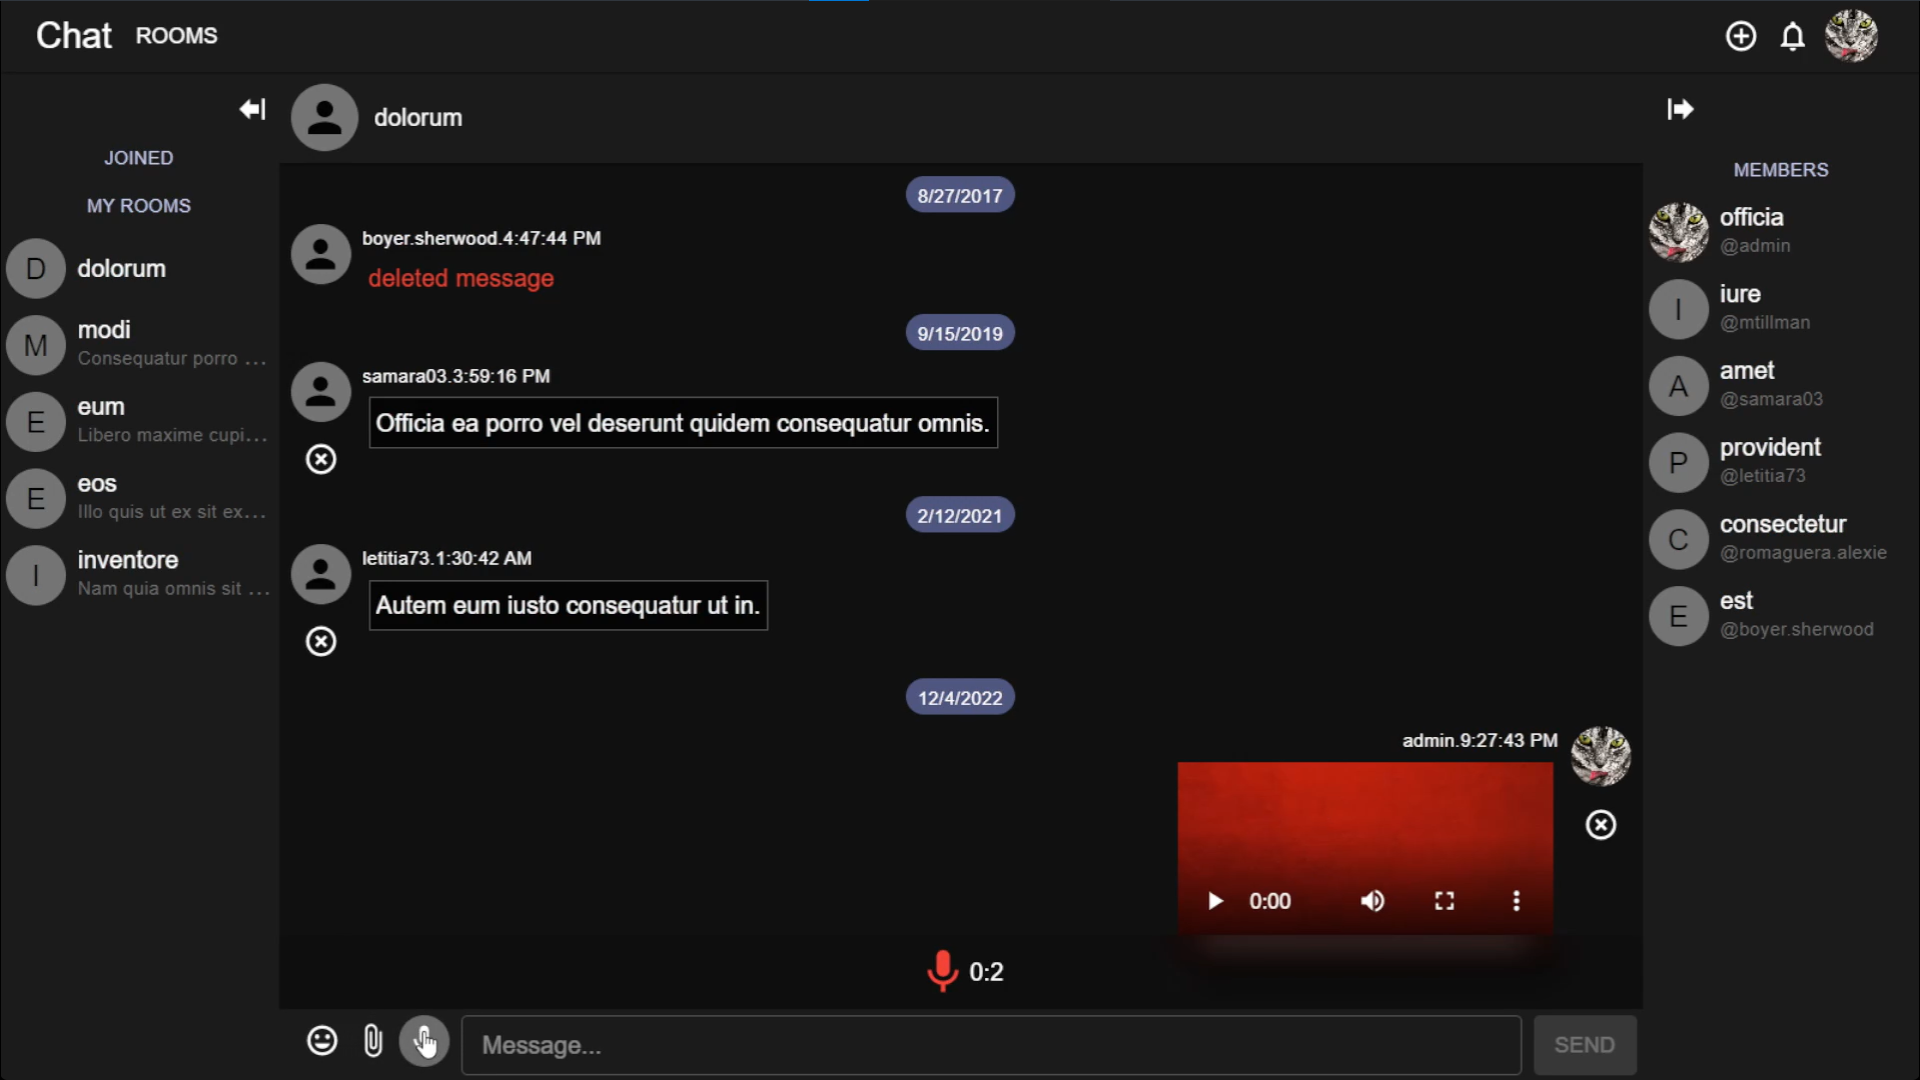 Chat ROOMS
JOINED
MY ROOMS
D dolorum
M modi
Consequatur porro ...
E eum
Libero maxime cupi...
E eos
Illo quis ut ex sit ex...
I inventore
Nam quia omnis sit ...
dolorum
8/27/2017
boyer.sherwood.4:47:44 PM
deleted message
9/15/2019
samara03.3:59:16 PM
Officia ea porro vel deserunt quidem consequatur omnis.
2/12/2021
letitia73.1:30:42 AM
Autem eum iusto consequatur ut in.
12/4/2022
admin.9:27:43 PM
0:00
0:2
Message...
SEND
MEMBERS
officia
@admin
I iure
@mtillman
A amet
@samara03
P provident
@letitia73
C consectetur
@romaguera.alexie
E est
@boyer.sherwood